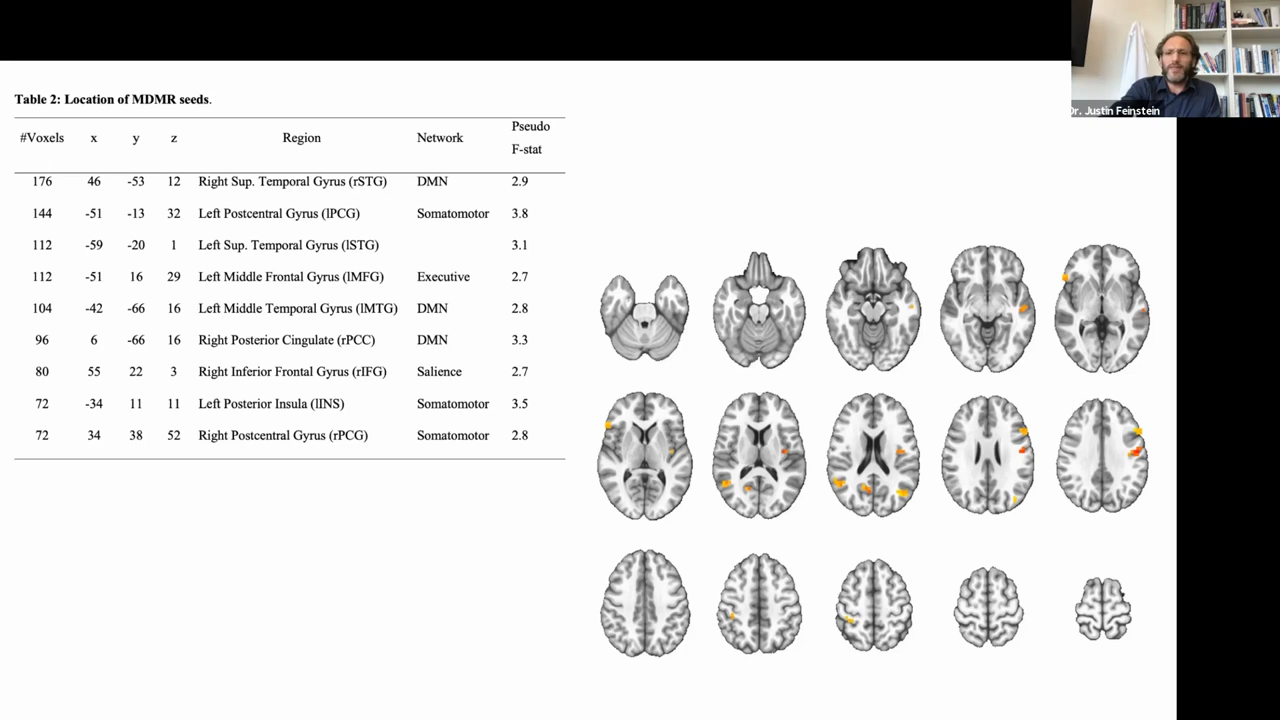 Dr. Justin Feinstein
Table 2: Location of MDMR seeds.
#Voxels x y z Region Network Pseudo F-stat
176 46 -53 12 Right Sup. Temporal Gyrus (rSTG) DMN 2.9
144 -51 -13 32 Left Postcentral Gyrus (lPCG) Somatomotor 3.8
112 -59 -20 1 Left Sup. Temporal Gyrus (lSTG) 3.1
112 -51 16 29 Left Middle Frontal Gyrus (lMFG) Executive 2.7
104 -42 -66 16 Left Middle Temporal Gyrus (lMTG) DMN 2.8
96 6 -66 16 Right Posterior Cingulate (rPCC) DMN 3.3
80 55 22 3 Right Inferior Frontal Gyrus (rIFG) Salience 2.7
72 -34 11 11 Left Posterior Insula (lINS) Somatomotor 3.5
72 34 38 52 Right Postcentral Gyrus (rPCG) Somatomotor 2.8